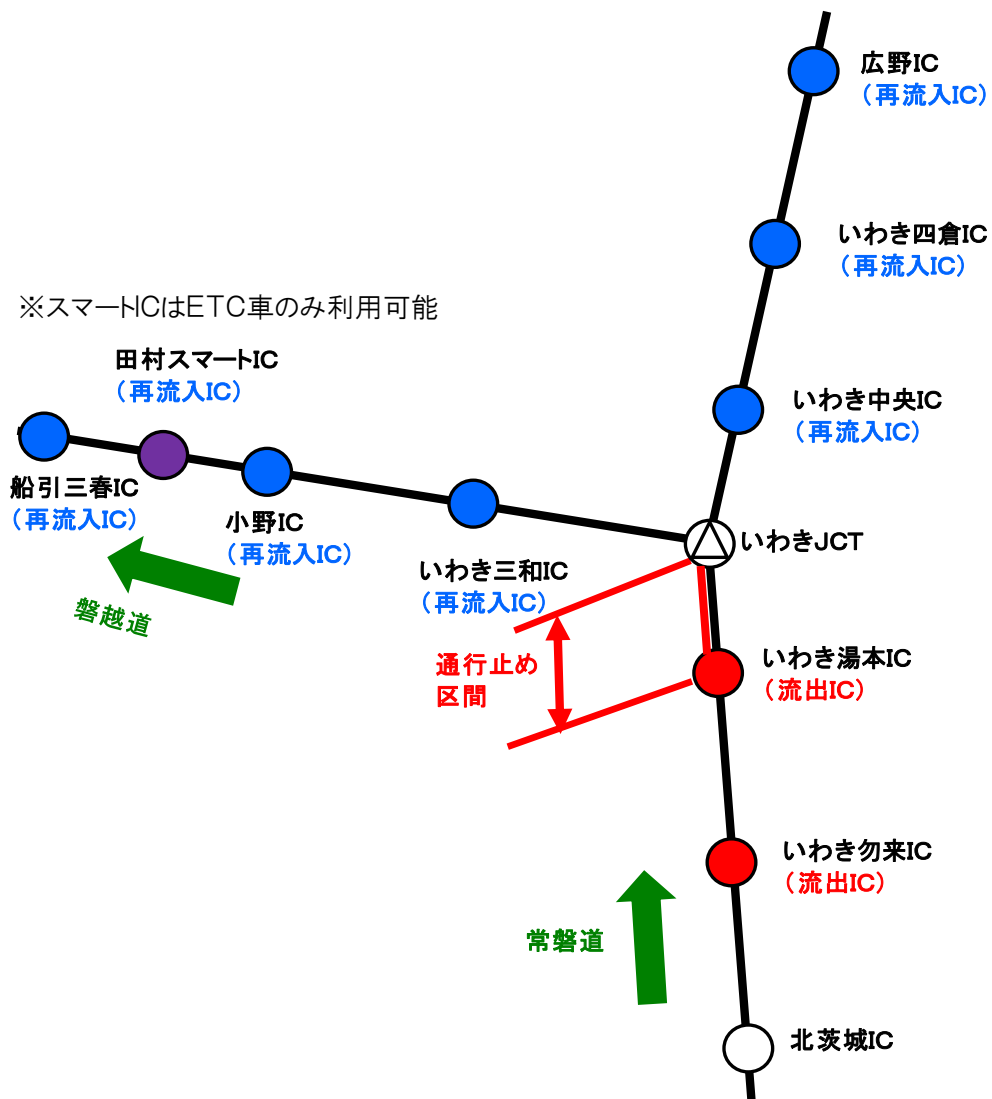 広野IC
（再流入IC）
いわき四倉IC
（再流入IC）
※スマートICはETC車のみ利用可能
田村スマートIC
（再流入IC）
いわき中央IC
（再流入IC）
船引三春IC
（再流入IC）
小野IC
（再流入IC）
いわきJCT
いわき三和IC
（再流入IC）
磐越道
通行止め
区間
いわき湯本IC
（流出IC）
いわき勿来IC
（流出IC）
常磐道
北茨城IC